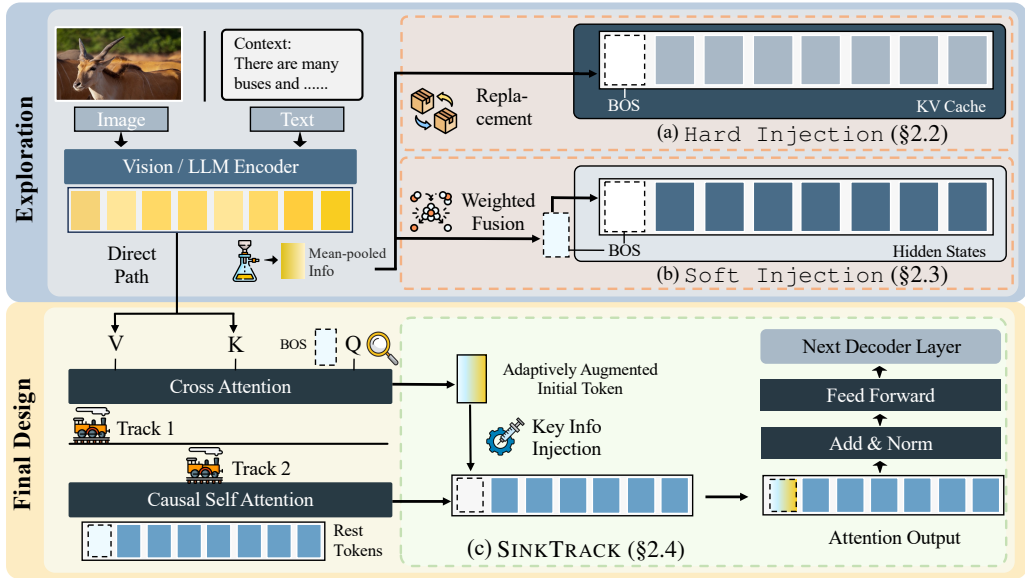 Exploration
Context:
There are many
buses and ......
Image
Text
Vision / LLM Encoder
Direct
Path
Mean-pooled
Info
Repla-
cement
BOS
KV Cache
(a) Hard Injection (§2.2)
Weighted
Fusion
BOS
Hidden States
(b) Soft Injection (§2.3)
Final Design
V
K
BOS
Q
Cross Attention
Track 1
Track 2
Causal Self Attention
Rest
Tokens
Adaptively Augmented
Initial Token
Key Info
Injection
(c) SINKTRACK (§2.4)
Next Decoder Layer
Feed Forward
Add & Norm
Attention Output